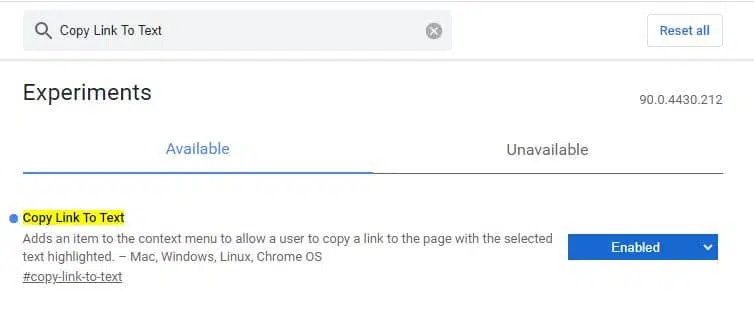 Copy Link To Text
Reset all
Experiments
90.0.4430.212
Available
Unavailable
Copy Link To Text
Adds an item to the context menu to allow a user to copy a link to the page with the selected
text highlighted. – Mac, Windows, Linux, Chrome OS
Enabled
#copy-link-to-text